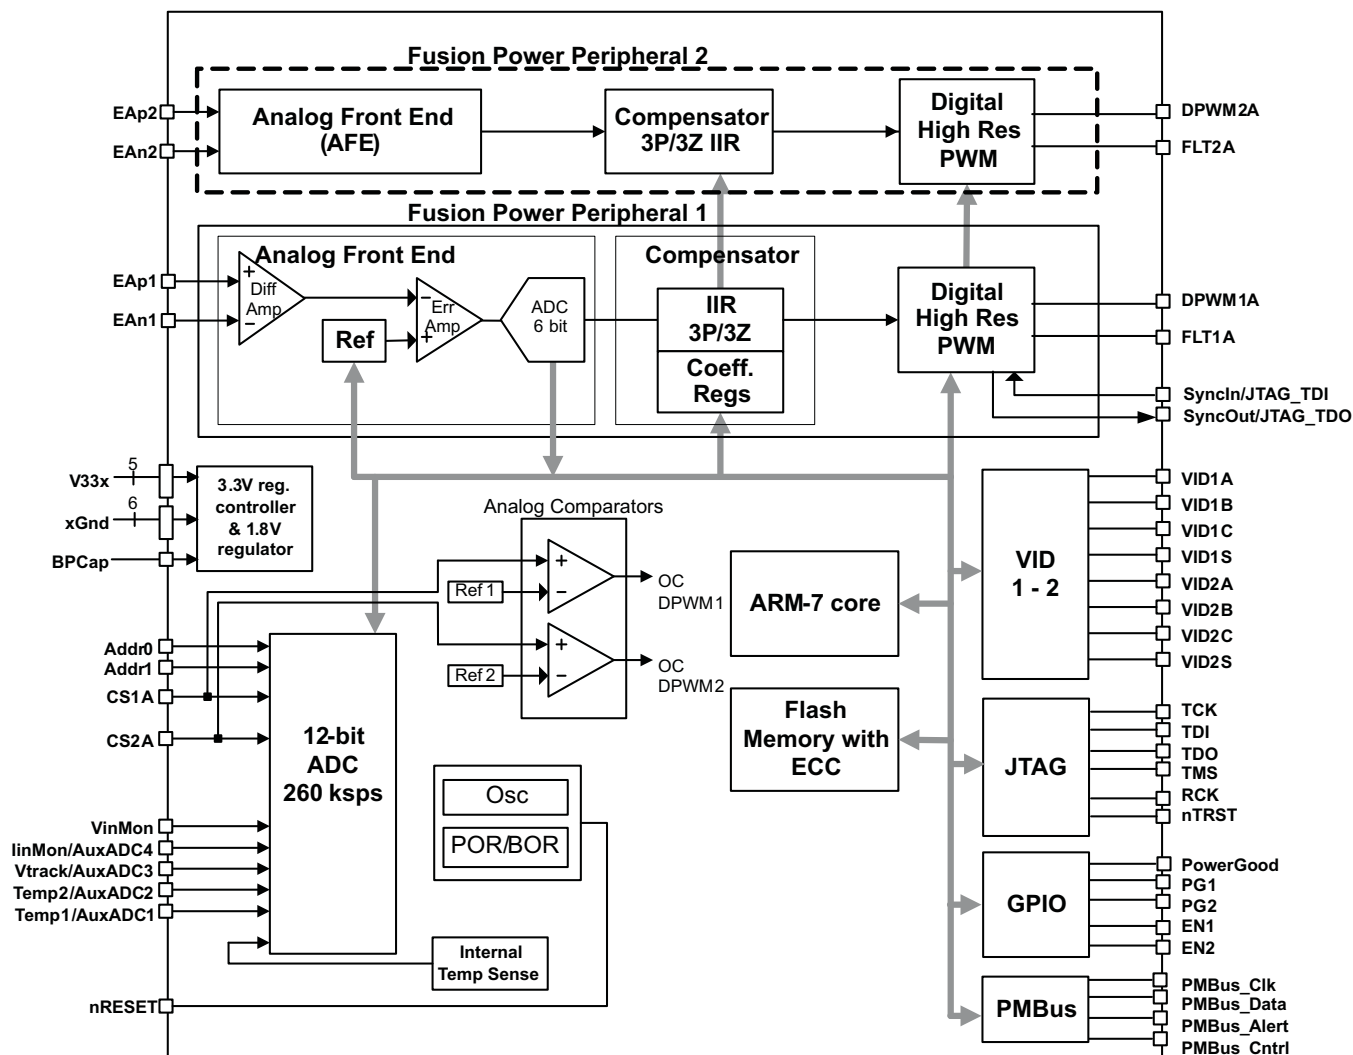 Fusion Power Peripheral 2
EAp2
EAn2
Analog Front End
(AFE)
Compensator
3P/3Z IIR
Digital
High Res
PWM
DPWM2A
FLT2A
Fusion Power Peripheral 1
Analog Front End
Compensator
EAp1
EAn1
+
Diff
Amp
−
−
Err
Amp
+
Ref
ADC
6 bit
IIR
3P/3Z
Coeff.
Regs
Digital
High Res
PWM
DPWM1A
FLT1A
SyncIn/JTAG_TDI
SyncOut/JTAG_TDO
V33x
5
xGnd
6
BPCap
3.3V reg.
controller
& 1.8V
regulator
Analog Comparators
+
−
Ref 1
OC
DPWM1
+
−
Ref 2
OC
DPWM2
ARM-7 core
Flash
Memory with
ECC
VID
1 - 2
VID1A
VID1B
VID1C
VID1S
VID2A
VID2B
VID2C
VID2S
Addr0
Addr1
CS1A
CS2A
VinMon
IinMon/AuxADC4
Vtrack/AuxADC3
Temp2/AuxADC2
Temp1/AuxADC1
nRESET
12-bit
ADC
260 ksps
Osc
POR/BOR
Internal
Temp Sense
JTAG
TCK
TDI
TDO
TMS
RCK
nTRST
GPIO
PowerGood
PG1
PG2
EN1
EN2
PMBus
PMBus_Clk
PMBus_Data
PMBus_Alert
PMBus_Cntrl